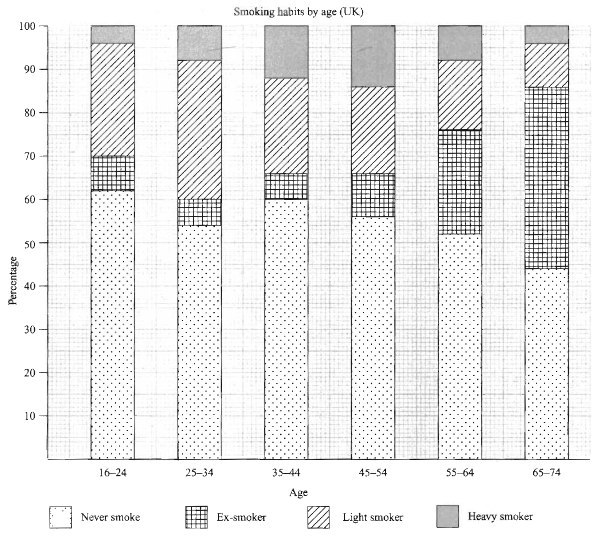 Smoking habits by age (UK)
100
90
80
70
60
50
40
30
20
10
Percentage
16–24 25–34 35–44 45–54 55–64 65–74
Age
Never smoke Ex-smoker Light smoker Heavy smoker